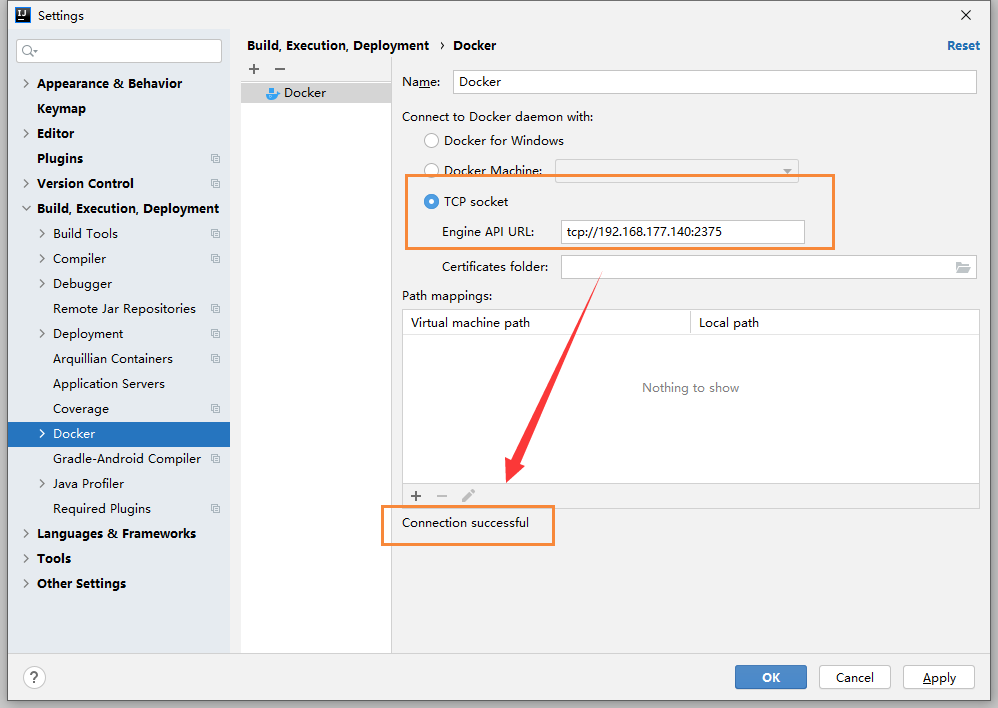 Settings
Build, Execution, Deployment › Docker
Reset
Appearance & Behavior
Keymap
Editor
Plugins
Version Control
Build, Execution, Deployment
Build Tools
Compiler
Debugger
Remote Jar Repositories
Deployment
Arquillian Containers
Application Servers
Coverage
Docker
Gradle-Android Compiler
Java Profiler
Required Plugins
Languages & Frameworks
Tools
Other Settings
Docker
Name: Docker
Connect to Docker daemon with:
Docker for Windows
Docker Machine:
TCP socket
Engine API URL: tcp://192.168.177.140:2375
Certificates folder:
Path mappings:
Virtual machine path Local path
Nothing to show
Connection successful
? OK Cancel Apply